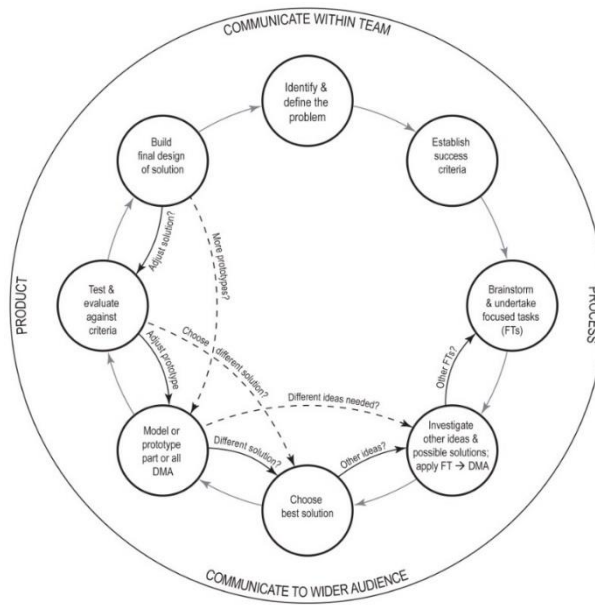 COMMUNICATE WITHIN TEAM
Identify &
define the
problem
Build
final design
of solution
Establish
success
criteria
Adjust solution?
More prototypes?
PRODUCT
Test &
evaluate
against
criteria
Brainstorm
& undertake
focused tasks
(FTs)
PROCESS
Choose different solution?
Adjust prototype
Other FTs?
Different ideas needed?
Model or
prototype
part or all
DMA
Different solution?
Other ideas?
Investigate
other ideas &
possible solutions;
apply FT → DMA
Choose
best solution
COMMUNICATE TO WIDER AUDIENCE